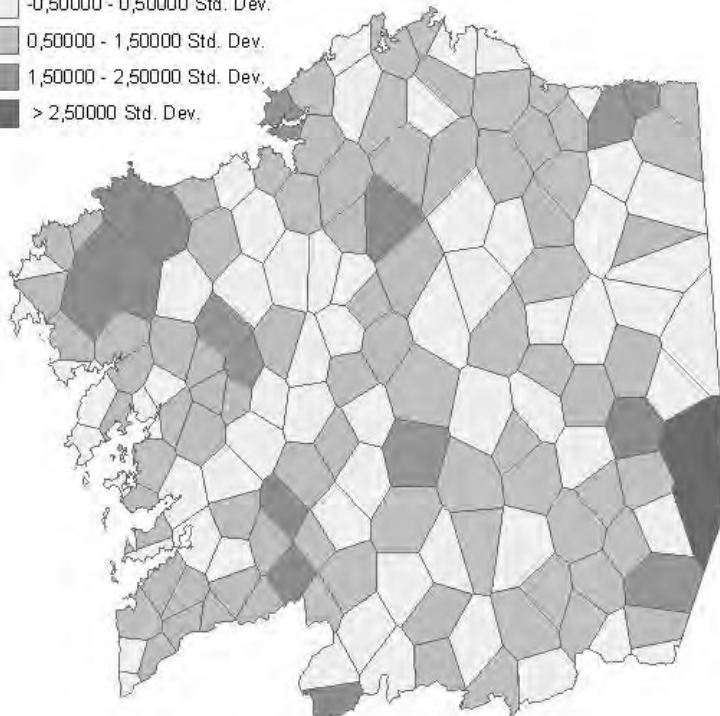 -0,50000 - 0,50000 Std. Dev.
0,50000 - 1,50000 Std. Dev.
1,50000 - 2,50000 Std. Dev.
> 2,50000 Std. Dev.